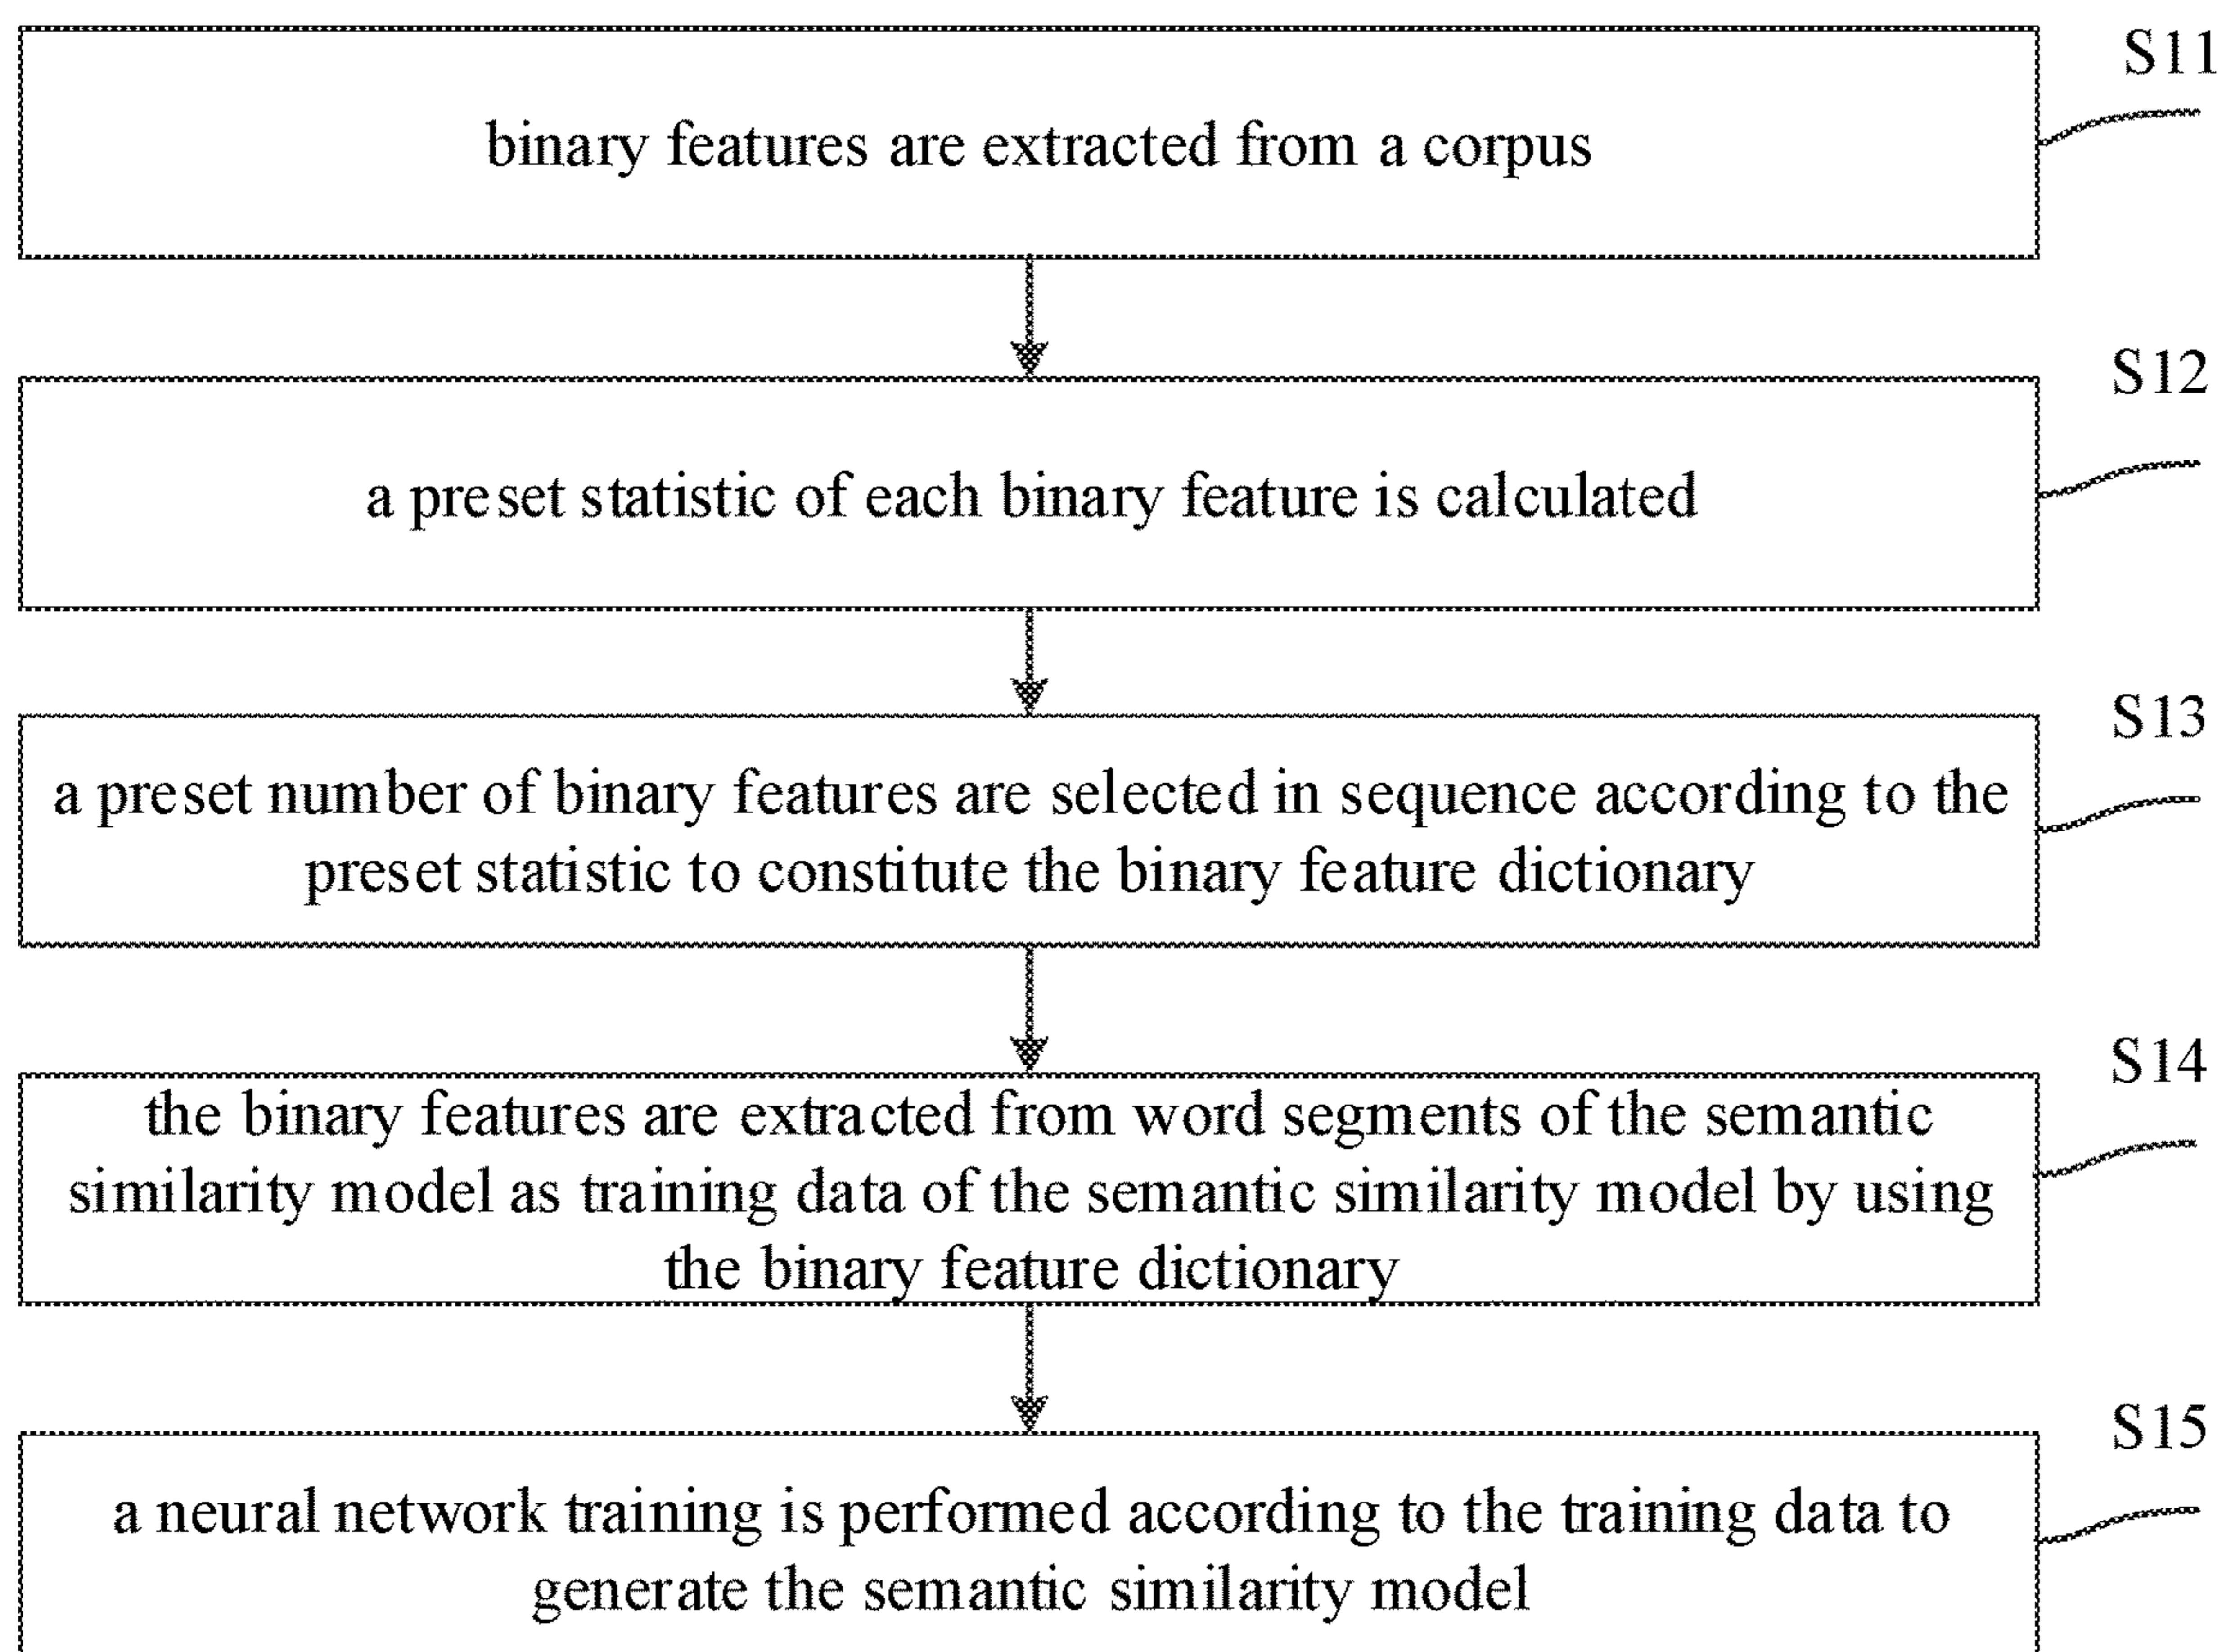 S11
binary features are extracted from a corpus
S12
a preset statistic of each binary feature is calculated
S13
a preset number of binary features are selected in sequence according to the
preset statistic to constitute the binary feature dictionary
S14
the binary features are extracted from word segments of the semantic
similarity model as training data of the semantic similarity model by using
the binary feature dictionary
S15
a neural network training is performed according to the training data to
generate the semantic similarity model